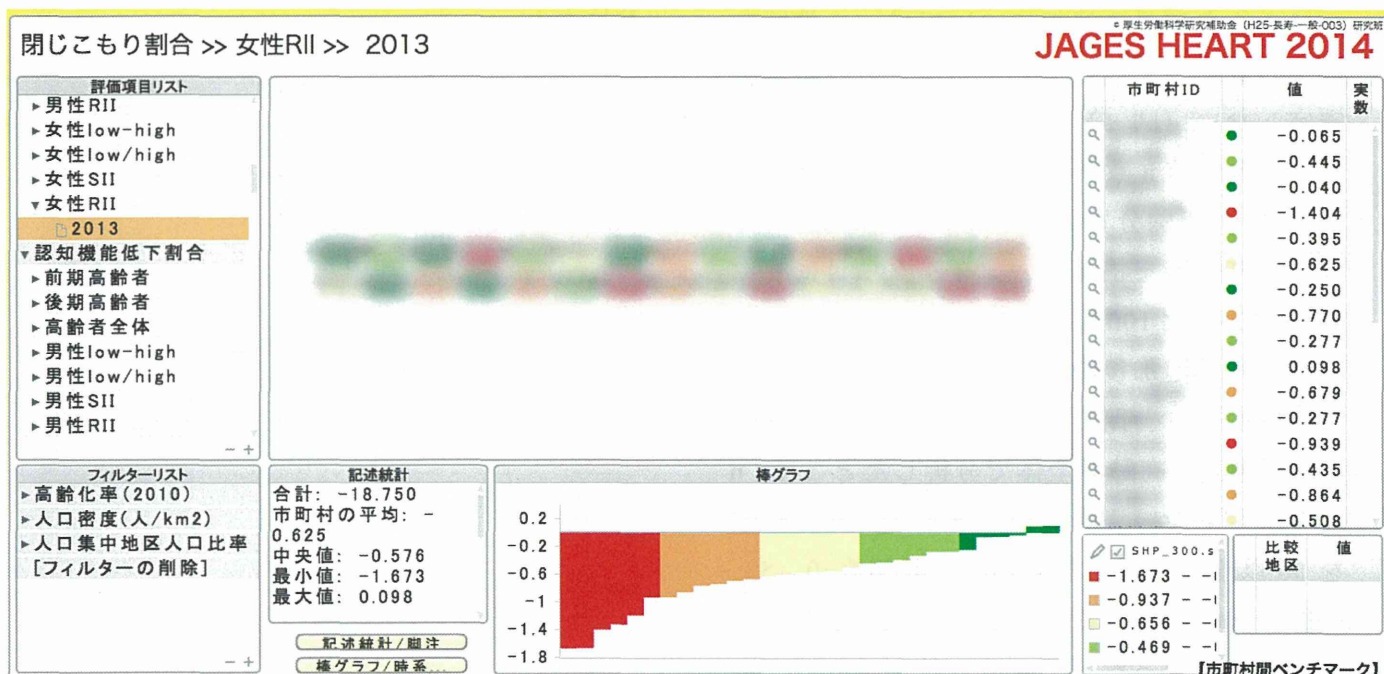 © 厚生労働科学研究補助金（H25-長寿-一般-003）研究班
閉じこもり割合 >> 女性RII >> 2013
JAGES HEART 2014
評価項目リスト
▸男性RII
▸女性low-high
▸女性low/high
▸女性SII
▾女性RII
2013
▾認知機能低下割合
▸前期高齢者
▸後期高齢者
▸高齢者全体
▸男性low-high
▸男性low/high
▸男性SII
▸男性RII
- +
フィルターリスト
▸高齢化率(2010)
▸人口密度(人/km2)
▸人口集中地区人口比率
[フィルターの削除]
- +
記述統計
合計: -18.750
市町村の平均: -
0.625
中央値: -0.576
最小値: -1.673
最大値: 0.098
記述統計/脚注
棒グラフ/時系...
棒グラフ
0.2
-0.2
-0.6
-1
-1.4
-1.8
市町村ID 値 実数
-0.065
-0.445
-0.040
-1.404
-0.395
-0.625
-0.250
-0.770
-0.277
0.098
-0.679
-0.277
-0.939
-0.435
-0.864
-0.508
SHP_300.s
-1.673 - -
-0.937 - -
-0.656 - -
-0.469 - -
比較地区 値
【市町村間ベンチマーク】